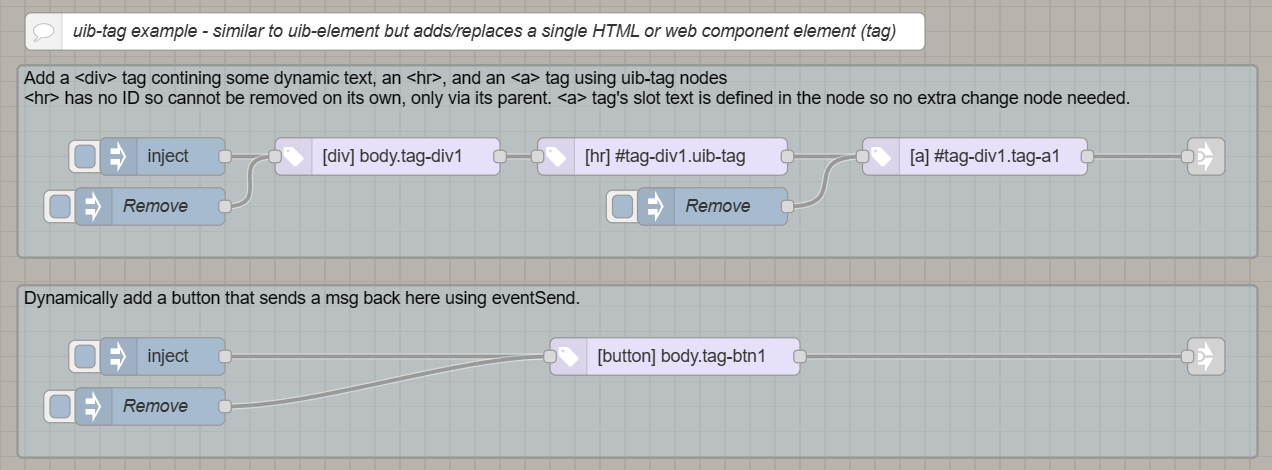 uib-tag example - similar to uib-element but adds/replaces a single HTML or web component element (tag)
Add a <div> tag contining some dynamic text, an <hr>, and an <a> tag using uib-tag nodes
<hr> has no ID so cannot be removed on its own, only via its parent. <a> tag's slot text is defined in the node so no extra change node needed.
inject
[div] body.tag-div1
[hr] #tag-div1.uib-tag
[a] #tag-div1.tag-a1
Remove
Remove
Dynamically add a button that sends a msg back here using eventSend.
inject
[button] body.tag-btn1
Remove